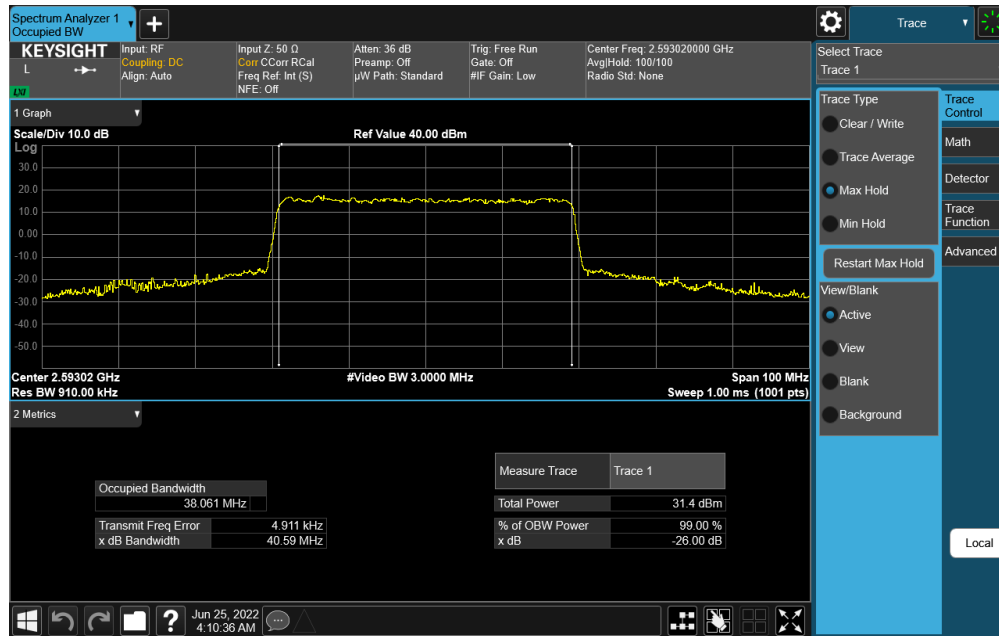 Spectrum Analyzer 1
Occupied BW
+
Trace
KEYSIGHT
L
LXI
Input: RF
Coupling: DC
Align: Auto
Input Z: 50 Ω
Corr CCorr RCal
Freq Ref: Int (S)
NFE: Off
Atten: 36 dB
Preamp: Off
µW Path: Standard
Trig: Free Run
Gate: Off
#IF Gain: Low
Center Freq: 2.593020000 GHz
Avg|Hold: 100/100
Radio Std: None
Select Trace
Trace 1
1 Graph
Scale/Div 10.0 dB
Ref Value 40.00 dBm
Log
30.0
20.0
10.0
0.00
-10.0
-20.0
-30.0
-40.0
-50.0
Center 2.59302 GHz
#Video BW 3.0000 MHz
Span 100 MHz
Res BW 910.00 kHz
Sweep 1.00 ms (1001 pts)
Trace Type
Clear / Write
Trace Average
Max Hold
Min Hold
Restart Max Hold
View/Blank
Active
View
Blank
Background
Trace
Control
Math
Detector
Trace
Function
Advanced
Local
2 Metrics
Occupied Bandwidth
38.061 MHz
Transmit Freq Error 4.911 kHz
x dB Bandwidth 40.59 MHz
Measure Trace Trace 1
Total Power 31.4 dBm
% of OBW Power 99.00 %
x dB -26.00 dB
?
Jun 25, 2022
4:10:36 AM